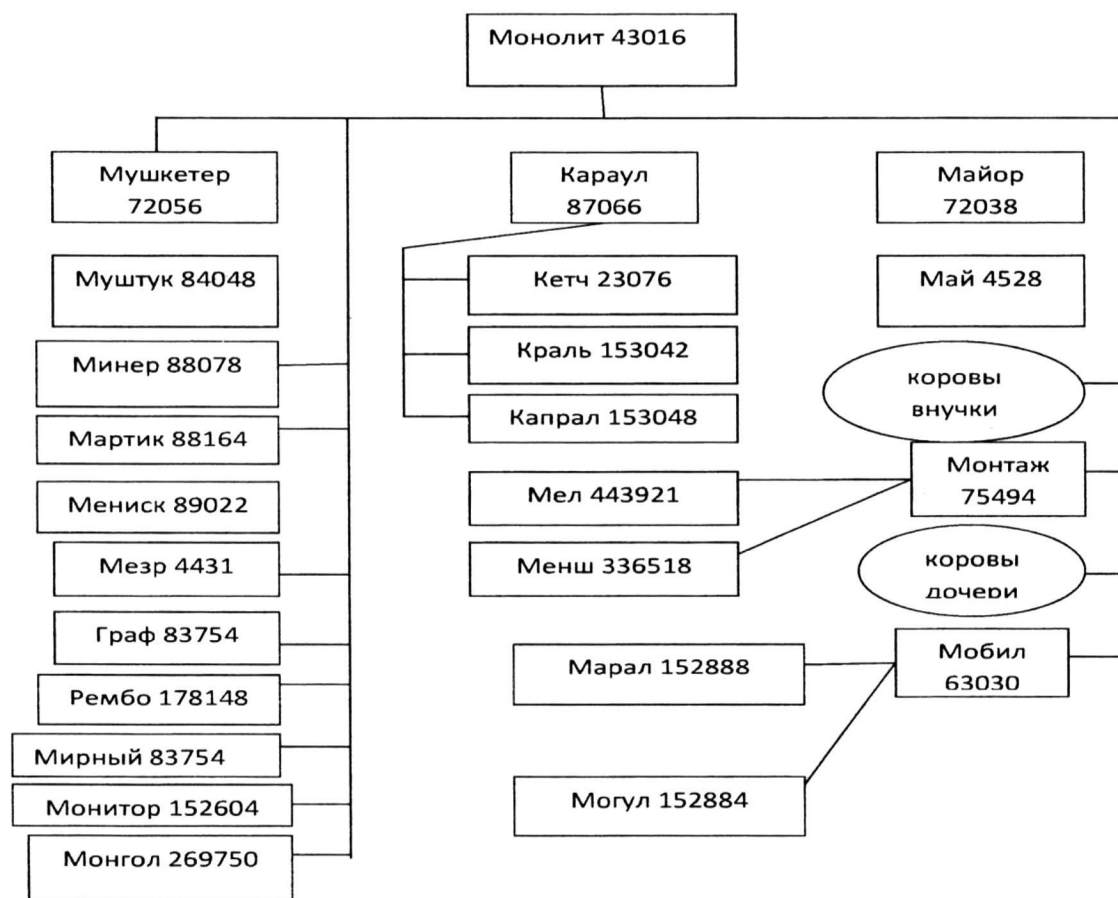 Монолит 43016
Мушкетер
72056
Караул
87066
Майор
72038
Муштук 84048
Кетч 23076
Май 4528
Минер 88078
Краль 153042
коровы
внучки
Мартик 88164
Капрал 153048
Монтаж
75494
Мениск 89022
Мел 443921
Мезр 4431
Менш 336518
коровы
дочери
Граф 83754
Марал 152888
Мобил
63030
Рембо 178148
Мирный 83754
Монитор 152604
Могул 152884
Монгол 269750